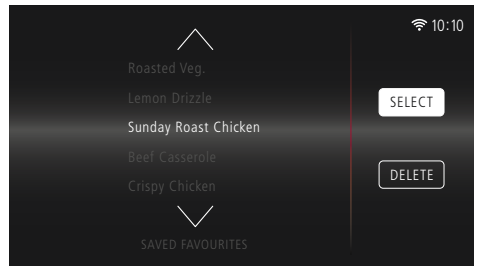 10:10
Roasted Veg.
Lemon Drizzle
Sunday Roast Chicken
Beef Casserole
Crispy Chicken
SAVED FAVOURITES
SELECT
DELETE